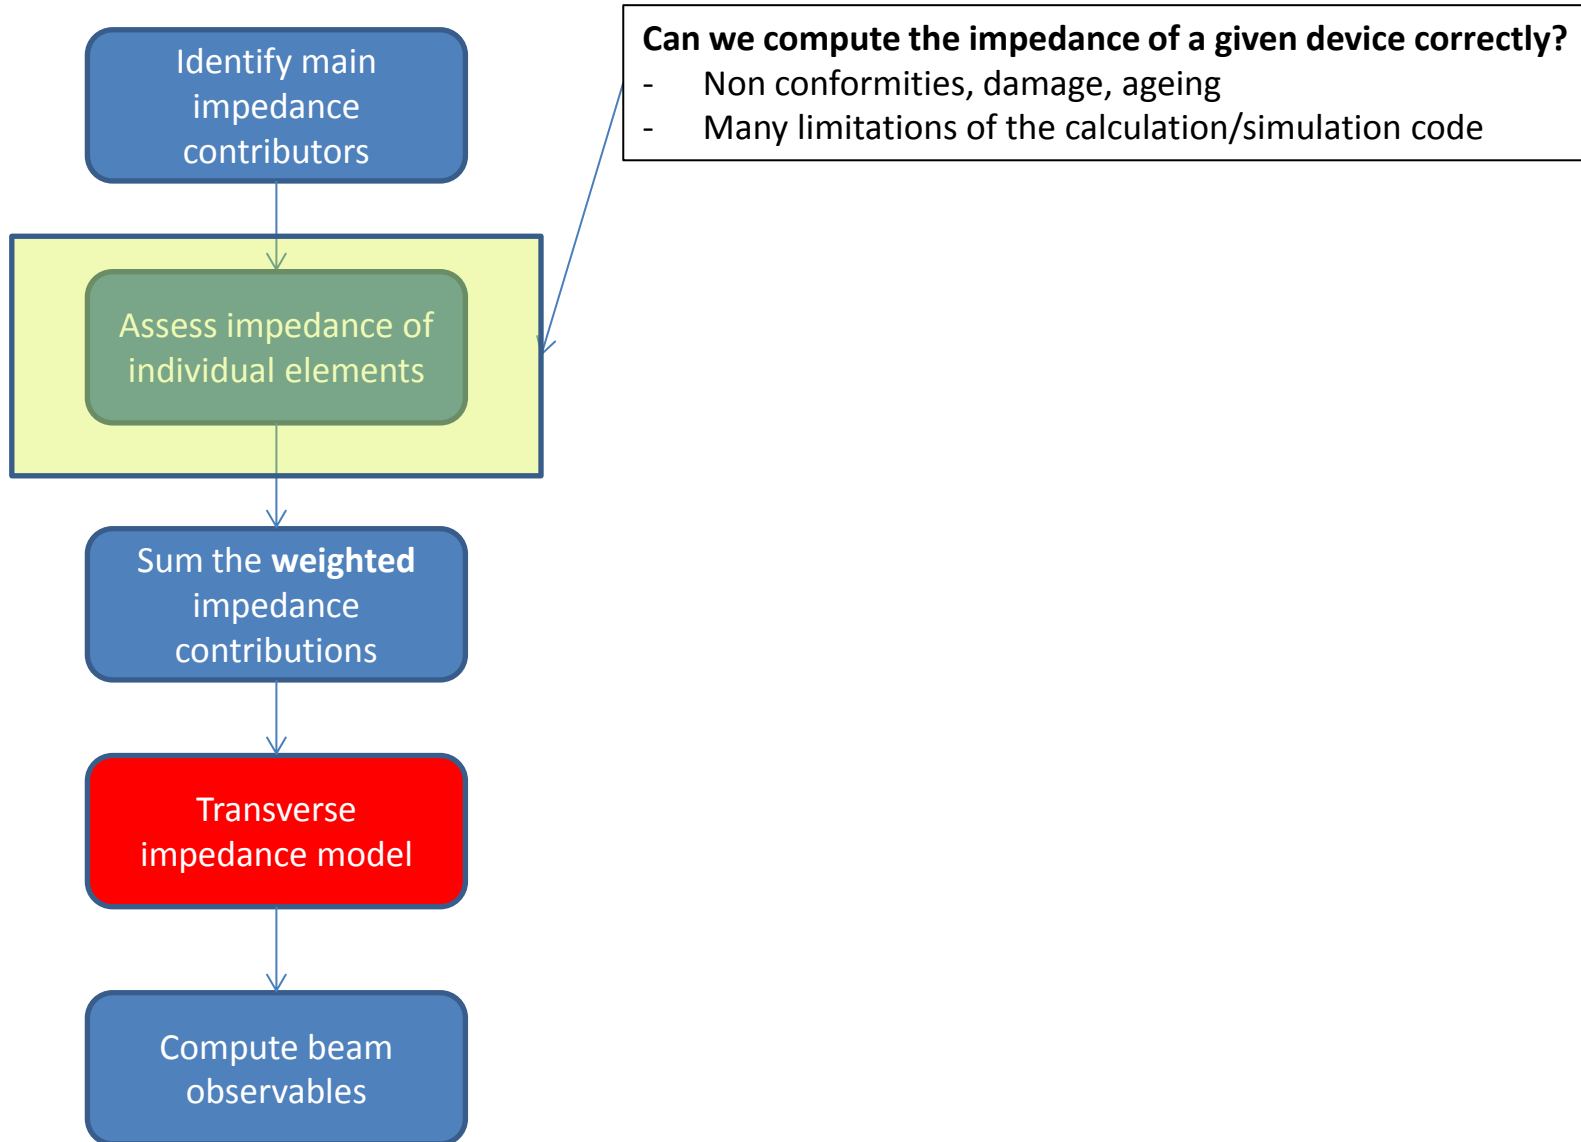 Identify main
impedance
contributors
Can we compute the impedance of a given device correctly?
- Non conformities, damage, ageing
- Many limitations of the calculation/simulation code
Assess impedance of
individual elements
Sum the weighted
impedance
contributions
Transverse
impedance model
Compute beam
observables